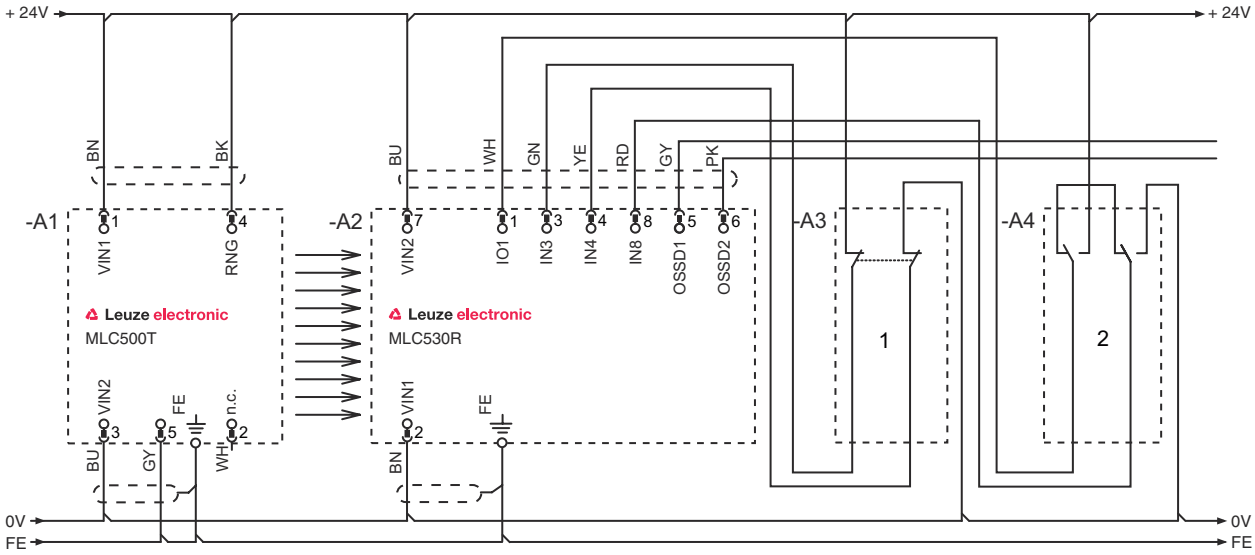 + 24V
+ 24V
BN
BK
BU
WH
GN
YE
RD
GY
PK
-A1
1
4
-A2
7
1
3
4
8
5
6
-A3
-A4
VIN1
RNG
VIN2
IO1
IN3
IN4
IN8
OSSD1
OSSD2
Leuze electronic
MLC500T
Leuze electronic
MLC530R
1
2
VIN2
FE
n.c.
VIN1
FE
3
5
2
2
BU
GY
WH
BN
0V
0V
FE
FE